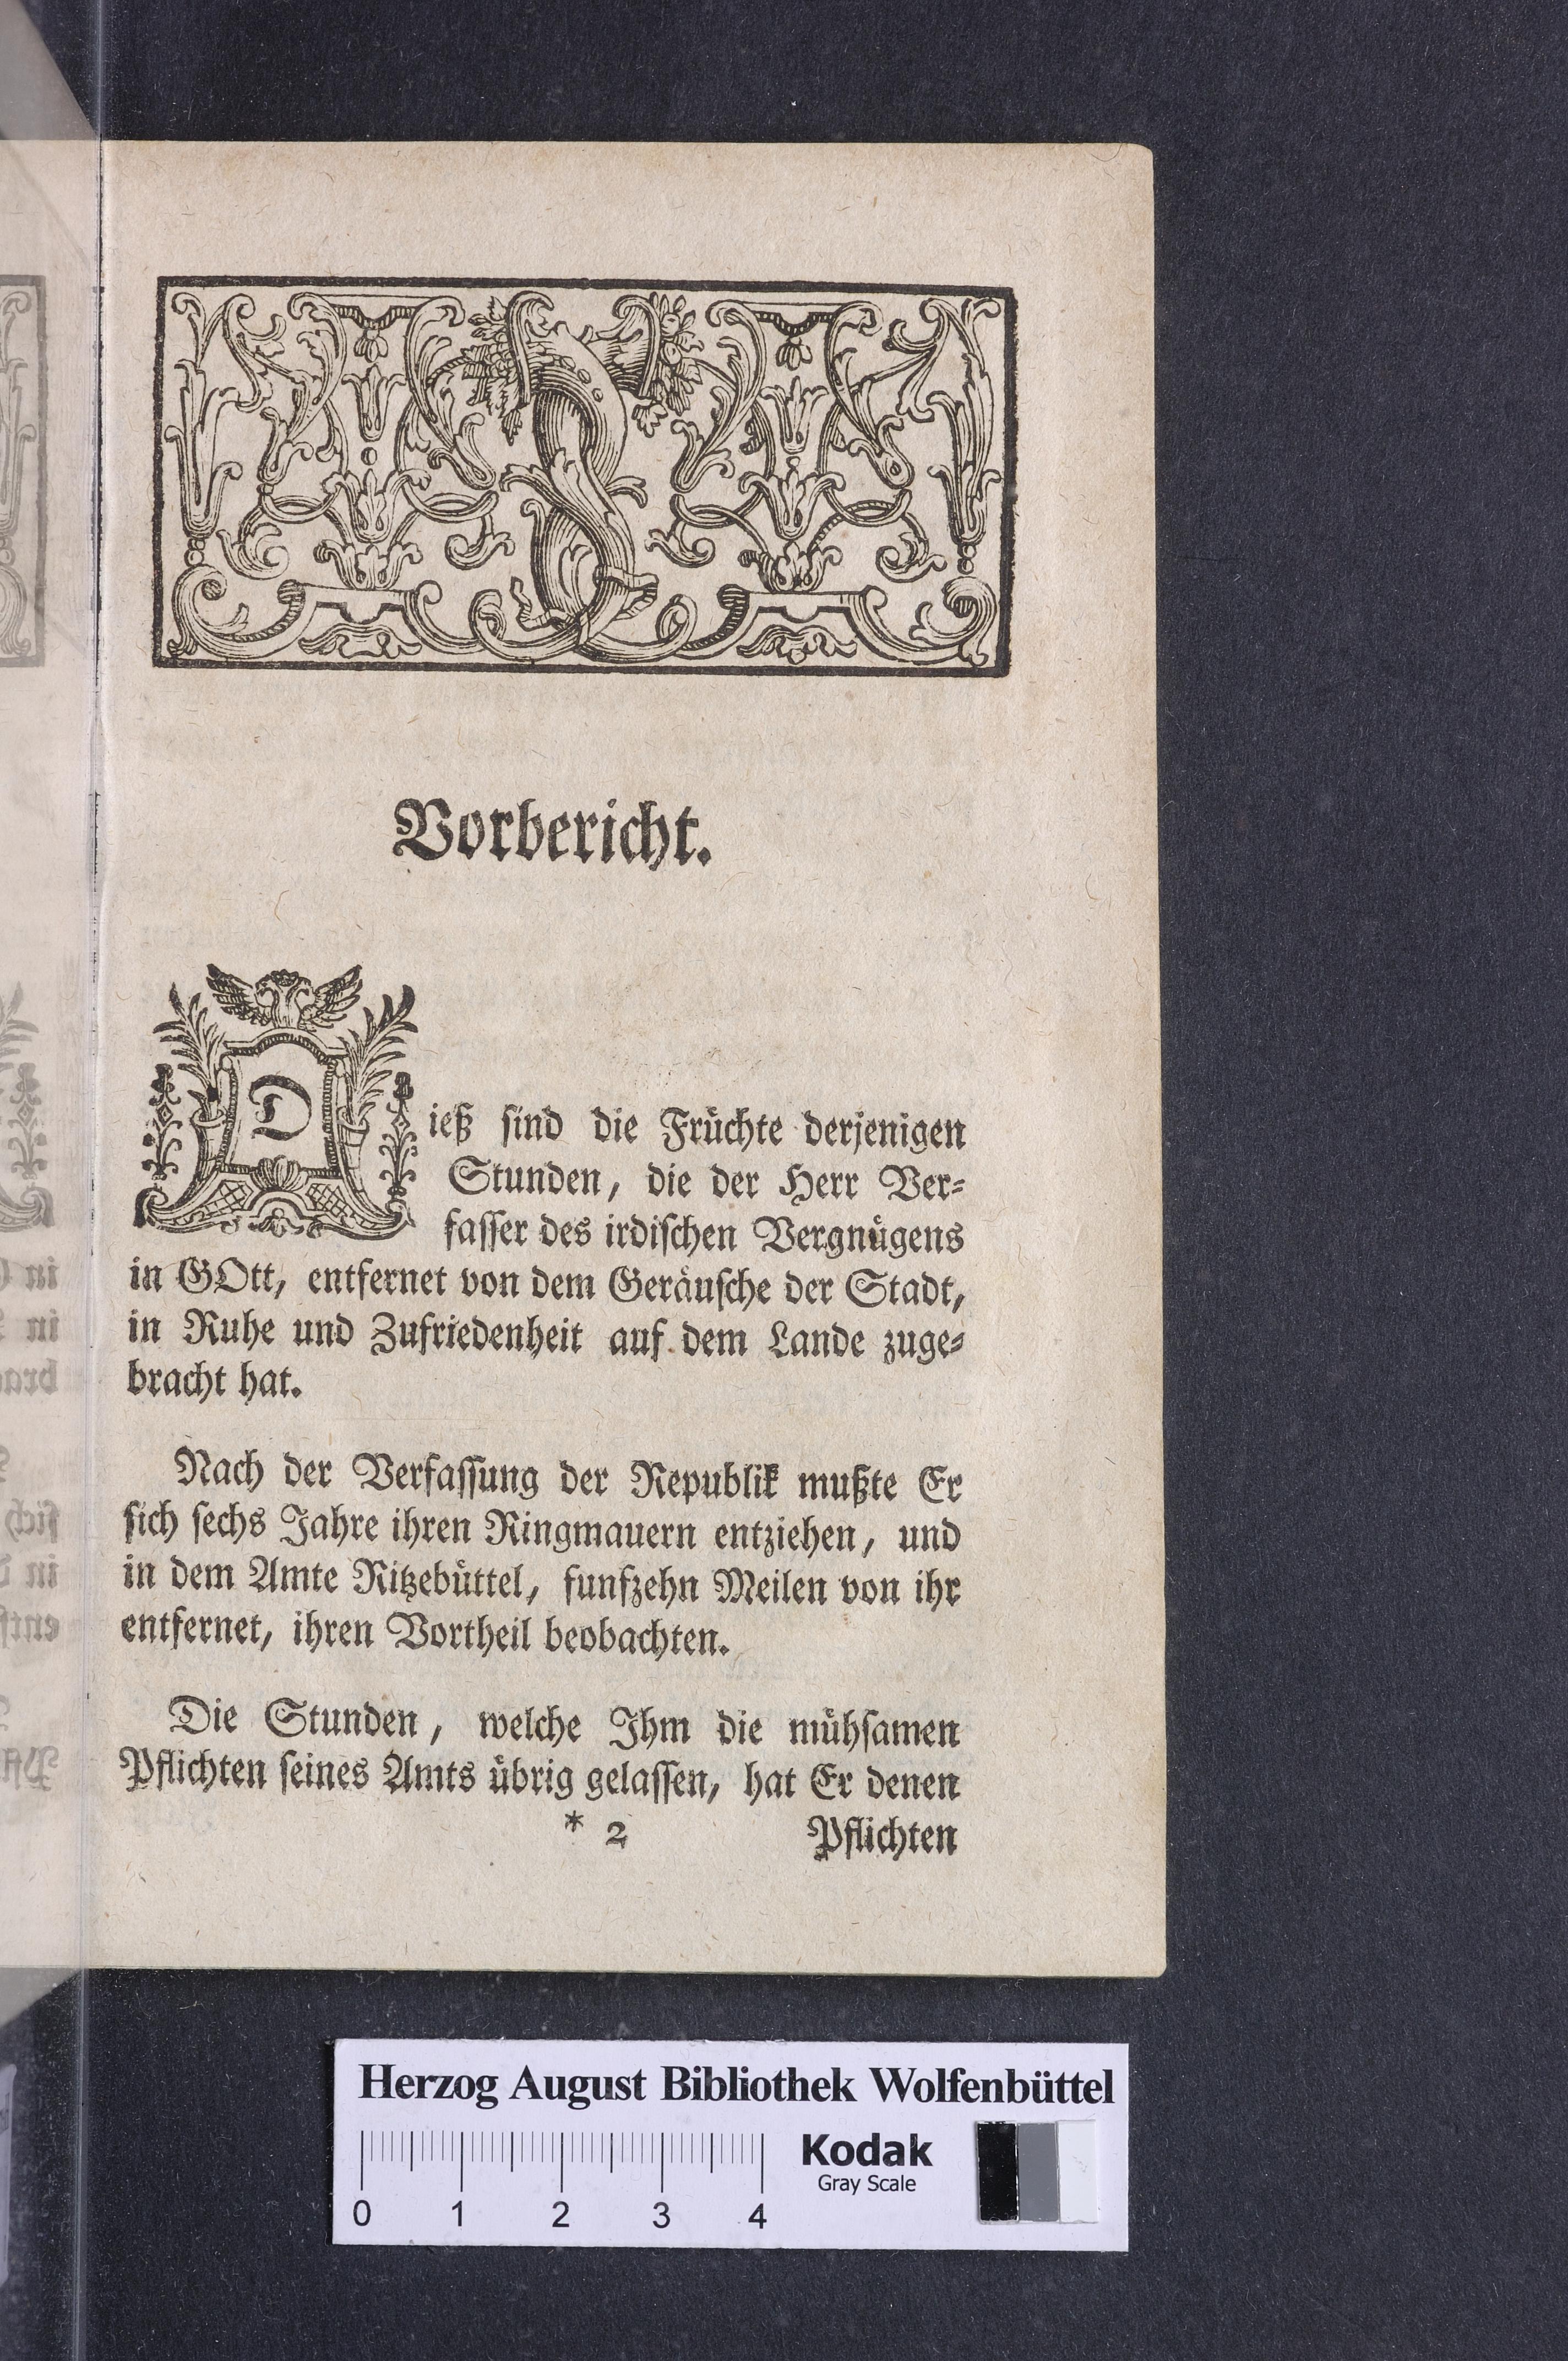 Vorbericht.
Dieß sind die Früchte derjenigen
Stunden, die der Herr Ver-
fasser des irdischen Vergnügens
in GOtt, entfernet von dem Geräusche der Stadt,
in Ruhe und Zufriedenheit auf dem Lande zuge-
bracht hat.
Nach der Verfassung der Republik mußte Er
sich sechs Jahre ihren Ringmauern entziehen, und
in dem Amte Ritzebüttel, funfzehn Meilen von ihr
entfernet, ihren Vortheil beobachten.
Die Stunden, welche Ihm die mühsamen
Pflichten seines Amts übrig gelassen, hat Er denen
* 2 Pflichten
Herzog August Bibliothek Wolfenbüttel
Kodak
Gray Scale
0 1 2 3 4